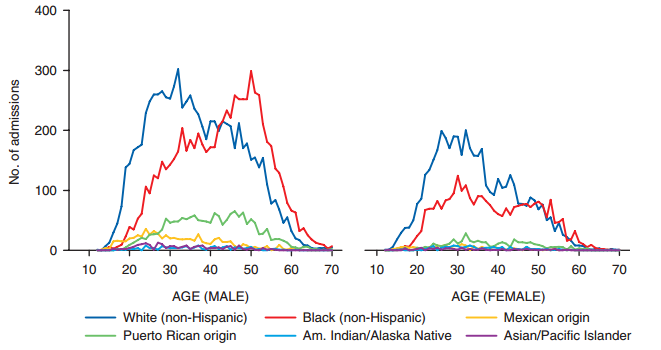 400
300
200
100
0
No. of admissions
10 20 30 40 50 60 70
10 20 30 40 50 60 70
AGE (MALE)
AGE (FEMALE)
White (non-Hispanic) Black (non-Hispanic) Mexican origin
Puerto Rican origin Am. Indian/Alaska Native Asian/Pacific Islander